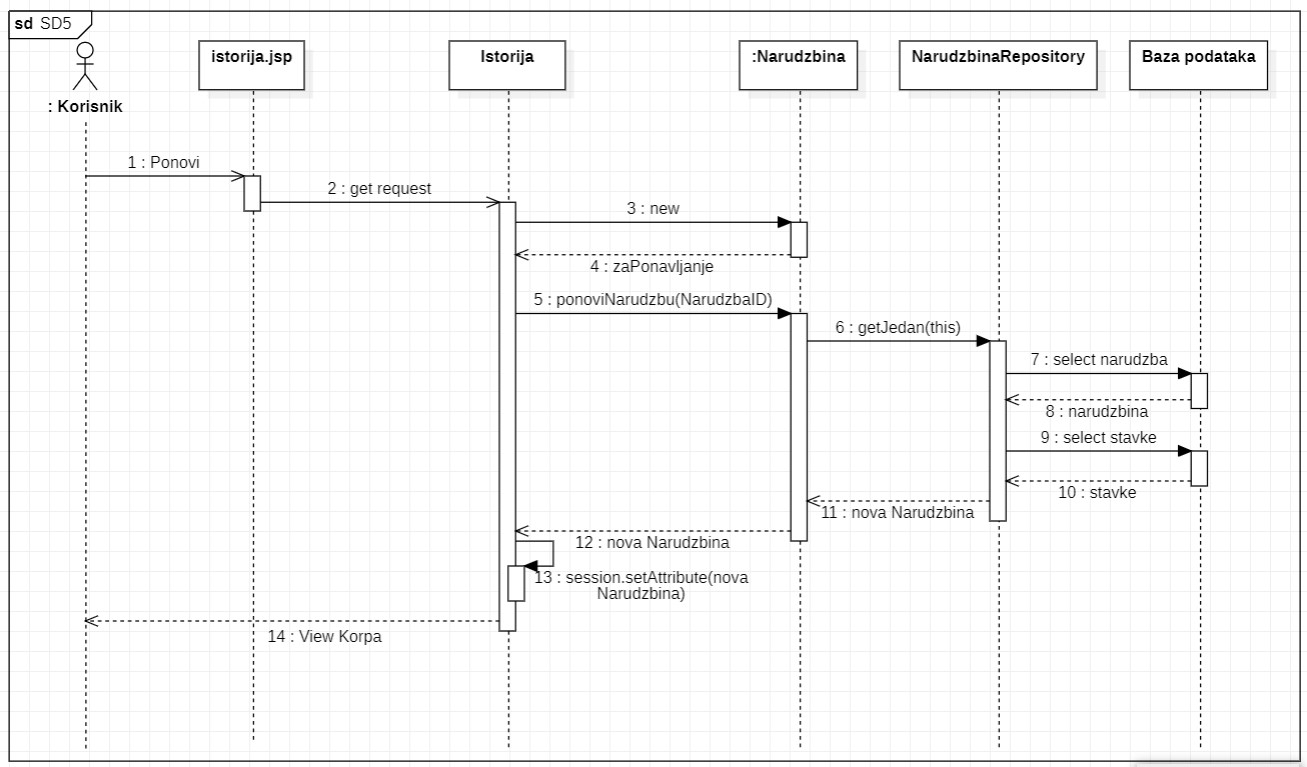 sd SD5
istorija.jsp
Istorija
:Narudzbina
NarudzbinaRepository
Baza podataka
: Korisnik
1 : Ponovi
2 : get request
3 : new
4 : zaPonavljanje
5 : ponoviNarudzbu(NarudzbaID)
6 : getJedan(this)
7 : select narudzba
8 : narudzbina
9 : select stavke
10 : stavke
11 : nova Narudzbina
12 : nova Narudzbina
13 : session.setAttribute(nova
Narudzbina)
14 : View Korpa